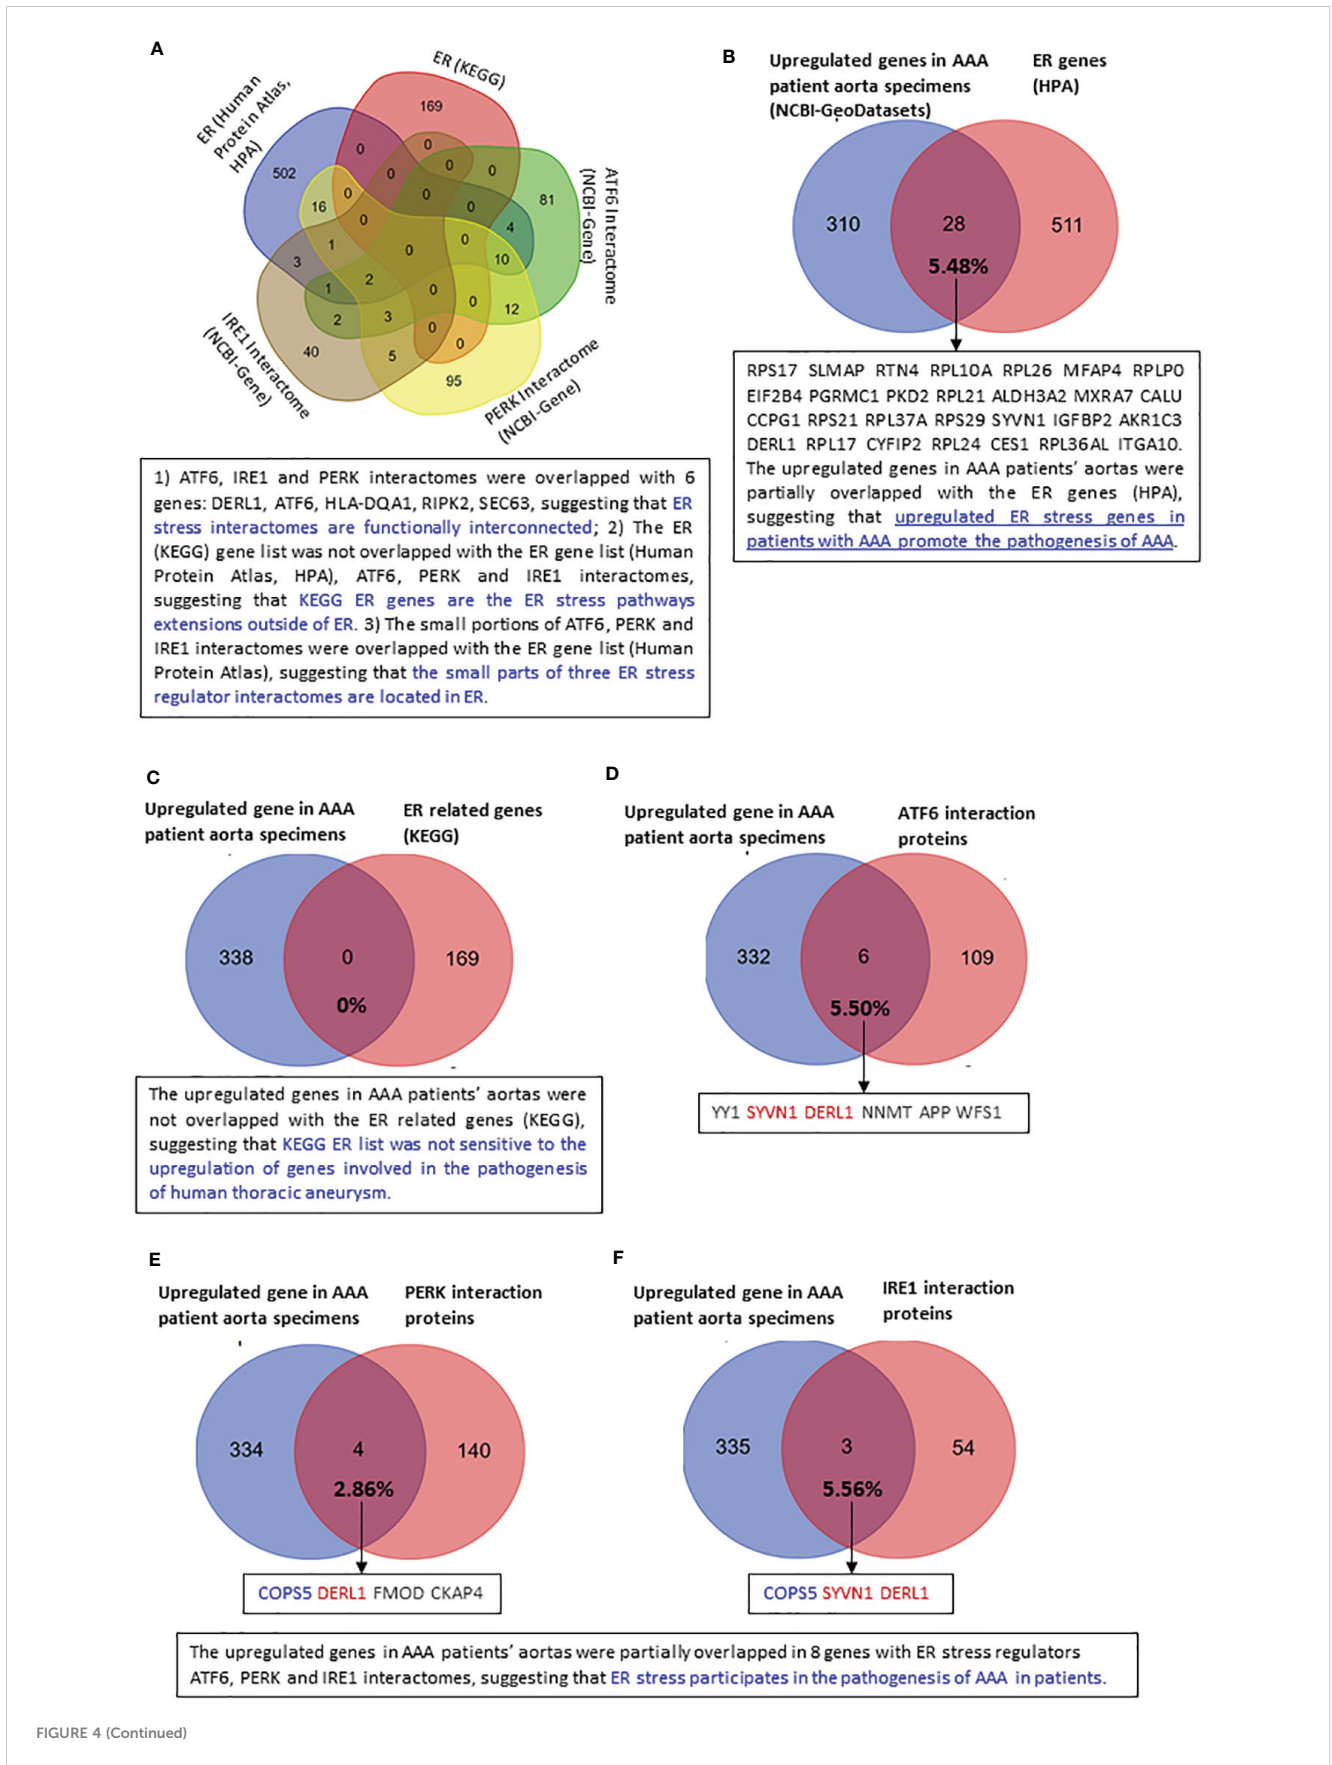 A
ER (KEGG)
ER (Human
Protein Atlas,
HPA)
ATF6 Interactome
(NCBI-Gene)
PERK Interactome
(NCBI-Gene)
IRE1 Interactome
(NCBI-Gene)
169
502
0
0
0
0
0
81
16
0
0
0
4
0
1
0
0
10
3
2
1
0
0
12
2
3
0
0
40
5
95
1) ATF6, IRE1 and PERK interactomes were overlapped with 6
genes: DERL1, ATF6, HLA-DQA1, RIPK2, SEC63, suggesting that ER
stress interactomes are functionally interconnected; 2) The ER
(KEGG) gene list was not overlapped with the ER gene list (Human
Protein Atlas, HPA), ATF6, PERK and IRE1 interactomes,
suggesting that KEGG ER genes are the ER stress pathways
extensions outside of ER. 3) The small portions of ATF6, PERK and
IRE1 interactomes were overlapped with the ER gene list (Human
Protein Atlas), suggesting that the small parts of three ER stress
regulator interactomes are located in ER.
B
Upregulated genes in AAA
patient aorta specimens
(NCBI-GeoDatasets)
ER genes
(HPA)
310
28
511
5.48%
RPS17 SLMAP RTN4 RPL10A RPL26 MFAP4 RPLP0
EIF2B4 PGRMC1 PKD2 RPL21 ALDH3A2 MXRA7 CALU
CCPG1 RPS21 RPL37A RPS29 SYVN1 IGFBP2 AKR1C3
DERL1 RPL17 CYFIP2 RPL24 CES1 RPL36AL ITGA10.
The upregulated genes in AAA patients' aortas were
partially overlapped with the ER genes (HPA),
suggesting that upregulated ER stress genes in
patients with AAA promote the pathogenesis of AAA.
C
Upregulated gene in AAA
patient aorta specimens
ER related genes
(KEGG)
338
0
169
0%
The upregulated genes in AAA patients' aortas were
not overlapped with the ER related genes (KEGG),
suggesting that KEGG ER list was not sensitive to the
upregulation of genes involved in the pathogenesis
of human thoracic aneurysm.
D
Upregulated gene in AAA
patient aorta specimens
ATF6 interaction
proteins
332
6
109
5.50%
YY1 SYVN1 DERL1 NNMT APP WFS1
E
Upregulated gene in AAA
patient aorta specimens
PERK interaction
proteins
334
4
140
2.86%
COPS5 DERL1 FMOD CKAP4
F
Upregulated gene in AAA
patient aorta specimens
IRE1 interaction
proteins
335
3
54
5.56%
COPS5 SYVN1 DERL1
The upregulated genes in AAA patients' aortas were partially overlapped in 8 genes with ER stress regulators
ATF6, PERK and IRE1 interactomes, suggesting that ER stress participates in the pathogenesis of AAA in patients.
FIGURE 4 (Continued)